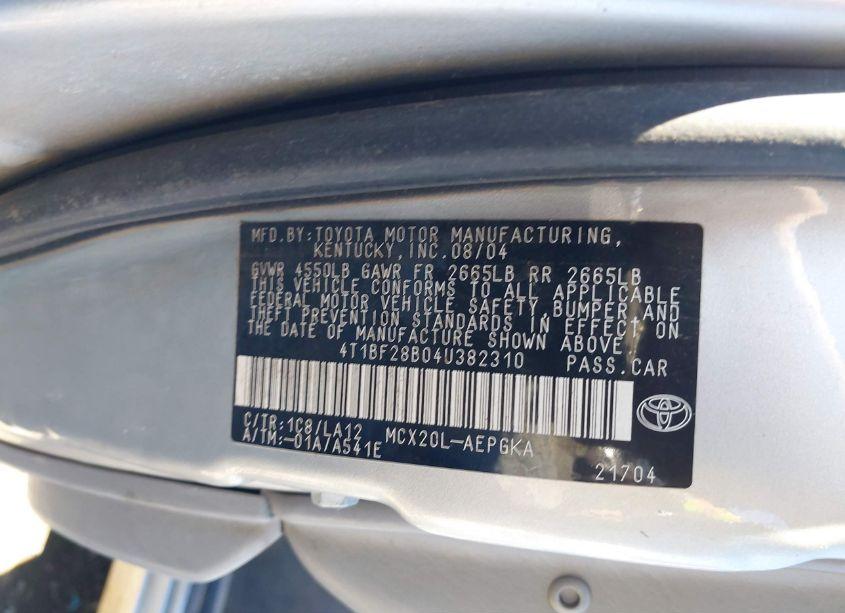 MFD.BY:TOYOTA MOTOR MANUFACTURING,
KENTUCKY,INC.08/04
GVWR 4550LB GAWR FR 2665LB RR 2665LB
THIS VEHICLE CONFORMS TO ALL APPLICABLE
FEDERAL MOTOR VEHICLE SAFETY,BUMPER AND
THEFT PREVENTION STANDARDS IN EFFECT ON
THE DATE OF MANUFACTURE SHOWN ABOVE.
4T1BF28B04U382310 PASS.CAR
C/TR:1C8/LA12 MCX20L-AEPGKA
A/TM:-01A/A541E
21704